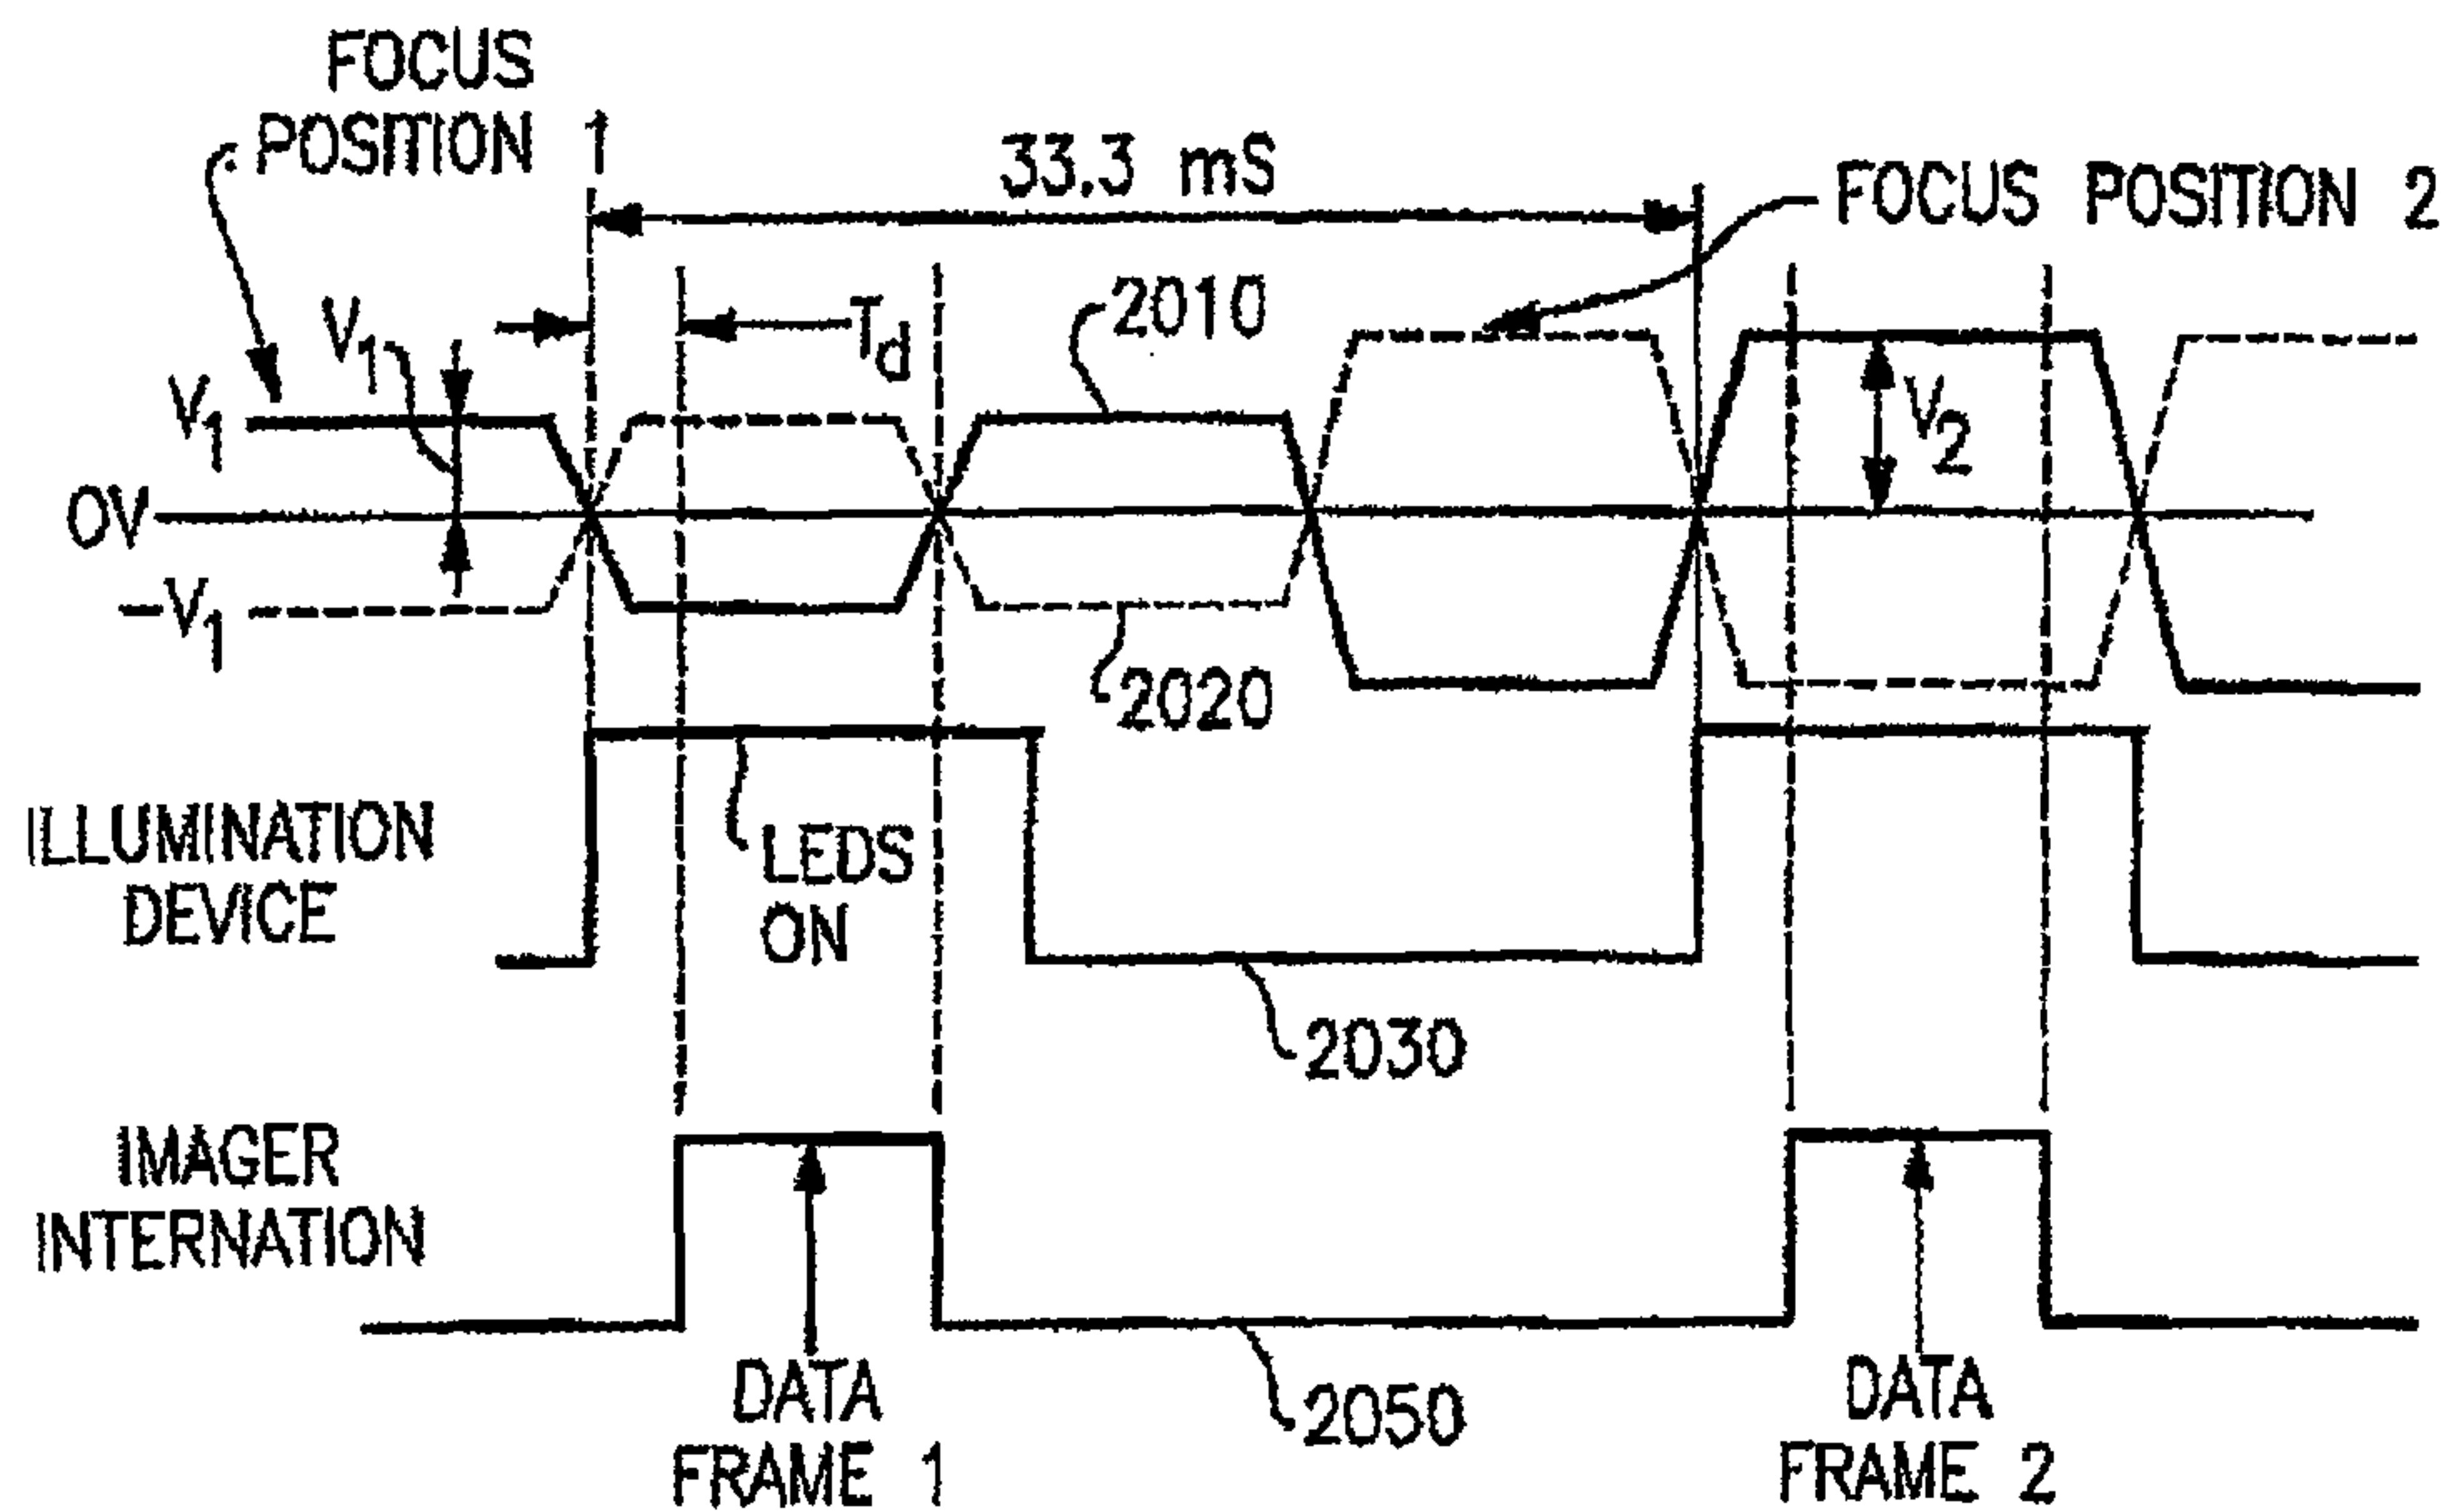 FOCUS
POSITION 1
33.3 mS
FOCUS POSITION 2
V1
Td
2010
V1
V2
0V
-V1
2020
ILLUMINATION
DEVICE
LEDS
ON
2030
IMAGER
INTERNATION
DATA
FRAME 1
2050
DATA
FRAME 2